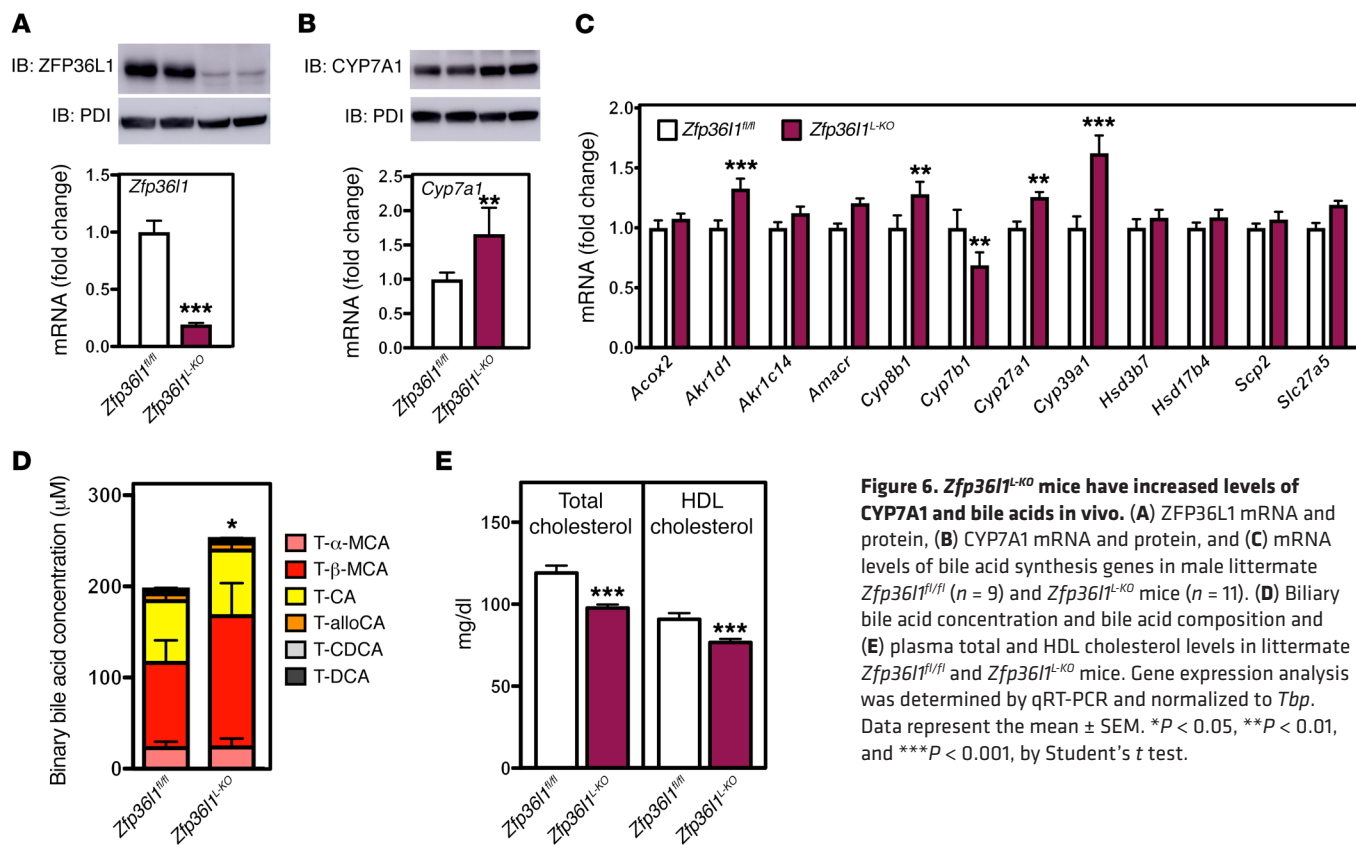 A
IB: ZFP36L1
IB: PDI
1.5
1.0
0.5
0.0
mRNA (fold change)
Zfp36l1
***
Zfp36l1fl/fl
Zfp36l1L-KO
B
IB: CYP7A1
IB: PDI
2.5
2.0
1.5
1.0
0.5
0.0
mRNA (fold change)
Cyp7a1
**
Zfp36l1fl/fl
Zfp36l1L-KO
C
2.0
1.5
1.0
0.5
0.0
mRNA (fold change)
Zfp36l1fl/fl
Zfp36l1L-KO
***
**
**
**
***
Acox2
Akr1d1
Akr1c14
Amacr
Cyp8b1
Cyp7b1
Cyp27a1
Cyp39a1
Hsd3b7
Hsd17b4
Scp2
Slc27a5
D
300
200
100
0
Binary bile acid concentration (μM)
*
T-α-MCA
T-β-MCA
T-CA
T-alloCA
T-CDCA
T-DCA
Zfp36l1fl/fl
Zfp36l1L-KO
E
150
100
50
0
mg/dl
Total
cholesterol
HDL
cholesterol
***
***
Zfp36l1fl/fl
Zfp36l1L-KO
Zfp36l1fl/fl
Zfp36l1L-KO
Figure 6. Zfp36l1L-KO mice have increased levels of
CYP7A1 and bile acids in vivo. (A) ZFP36L1 mRNA and
protein, (B) CYP7A1 mRNA and protein, and (C) mRNA
levels of bile acid synthesis genes in male littermate
Zfp36l1fl/fl (n = 9) and Zfp36l1L-KO mice (n = 11). (D) Biliary
bile acid concentration and bile acid composition and
(E) plasma total and HDL cholesterol levels in littermate
Zfp36l1fl/fl and Zfp36l1L-KO mice. Gene expression analysis
was determined by qRT-PCR and normalized to Tbp.
Data represent the mean ± SEM. *P < 0.05, **P < 0.01,
and ***P < 0.001, by Student's t test.